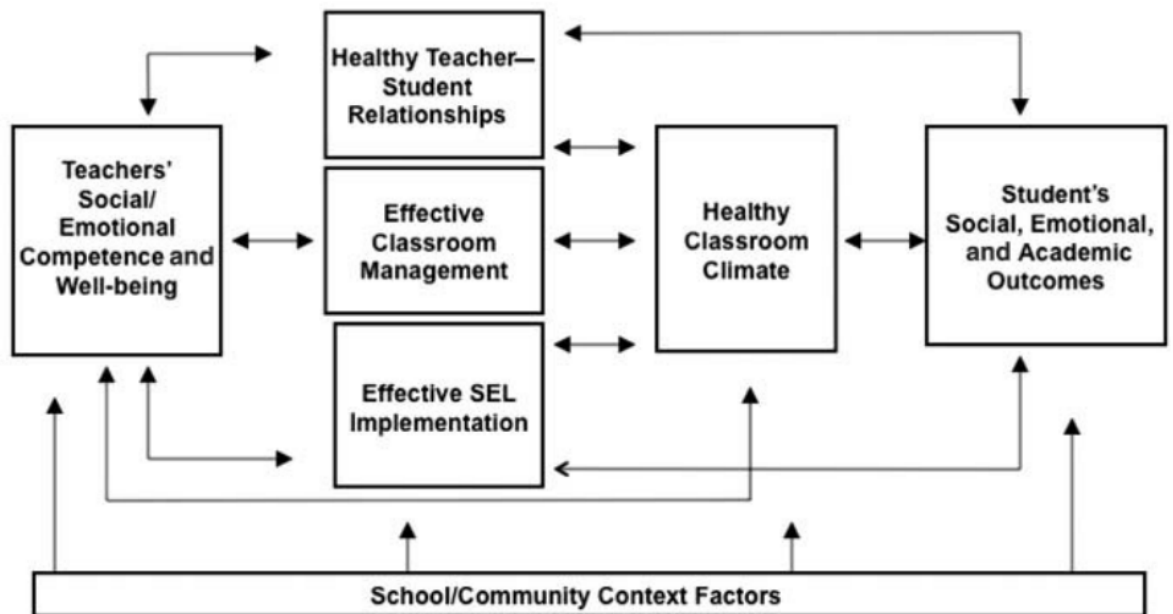 Healthy Teacher—
Student
Relationships
Teachers'
Social/
Emotional
Competence and
Well-being
Effective
Classroom
Management
Healthy
Classroom
Climate
Student's
Social, Emotional,
and Academic
Outcomes
Effective SEL
Implementation
School/Community Context Factors